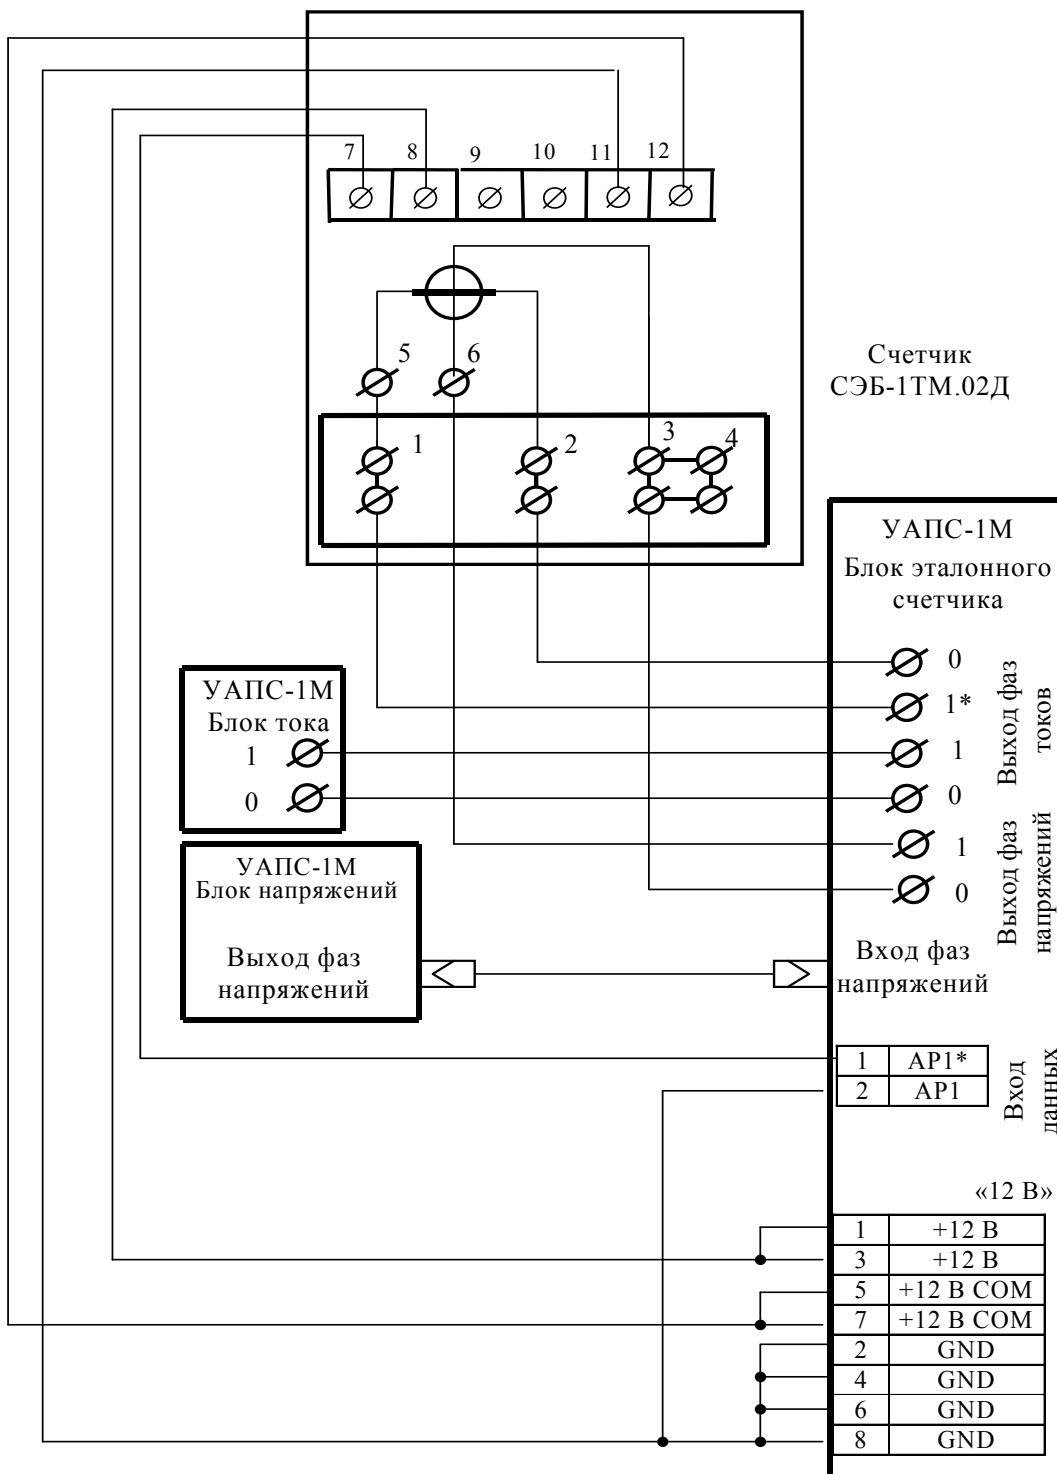 7 8 9 10 11 12
5 6
Счетчик
СЭБ-1ТМ.02Д
1 2 3 4
УАПС-1М
Блок эталонного
счетчика
0
1*
1
0
Выход фаз
токов
1
0
Выход фаз
напряжений
УАПС-1М
Блок тока
1
0
УАПС-1М
Блок напряжений
Выход фаз
напряжений
Вход фаз
напряжений
1 АР1*
2 АР1
Вход
данных
«12 В»
1 +12 В
3 +12 В
5 +12 В СОМ
7 +12 В СОМ
2 GND
4 GND
6 GND
8 GND